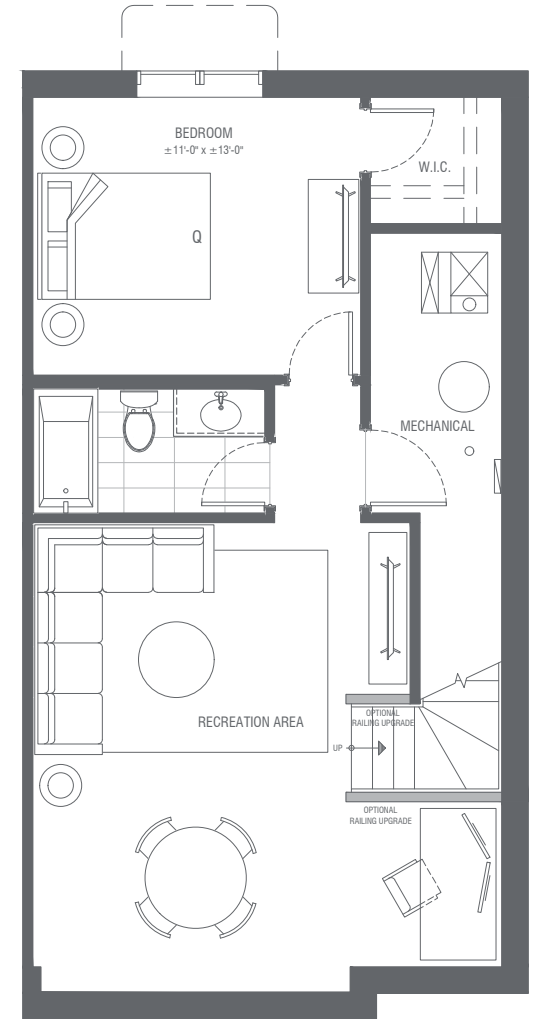 BEDROOM
±11'-0" x ±13'-0"
W.I.C.
Q
MECHANICAL
OPTIONAL
RAILING UPGRADE
RECREATION AREA
UP
OPTIONAL
RAILING UPGRADE